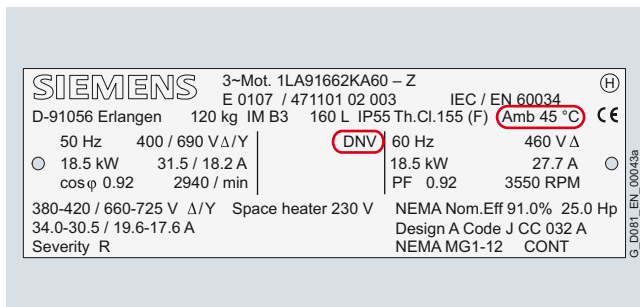 SIEMENS 3~Mot. 1LA91662KA60 – Z Ⓗ
E 0107 / 471101 02 003 IEC / EN 60034
D-91056 Erlangen 120 kg IM B3 160 L IP55 Th.Cl.155 (F) Amb 45 °C CE
50 Hz 400 / 690 V Δ/Y DNV 60 Hz 460 V Δ
18.5 kW 31.5 / 18.2 A 18.5 kW 27.7 A
cos φ 0.92 2940 / min PF 0.92 3550 RPM
380-420 / 660-725 V Δ/Y Space heater 230 V NEMA Nom.Eff 91.0% 25.0 Hp
34.0-30.5 / 19.6-17.6 A Design A Code J CC 032 A
Severity R NEMA MG1-12 CONT
G_D081_EN_00043a